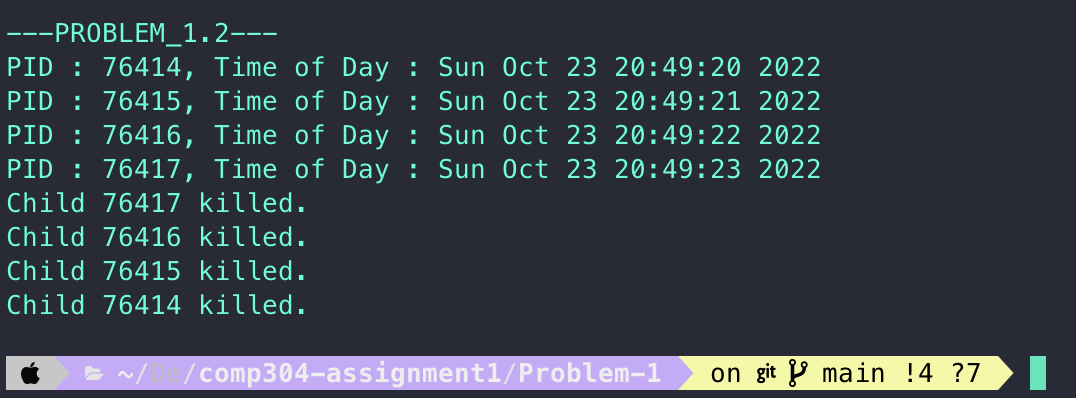 ---PROBLEM_1.2---
PID : 76414, Time of Day : Sun Oct 23 20:49:20 2022
PID : 76415, Time of Day : Sun Oct 23 20:49:21 2022
PID : 76416, Time of Day : Sun Oct 23 20:49:22 2022
PID : 76417, Time of Day : Sun Oct 23 20:49:23 2022
Child 76417 killed.
Child 76416 killed.
Child 76415 killed.
Child 76414 killed.
~/De/comp304-assignment1/Problem-1 on git main !4 ?7